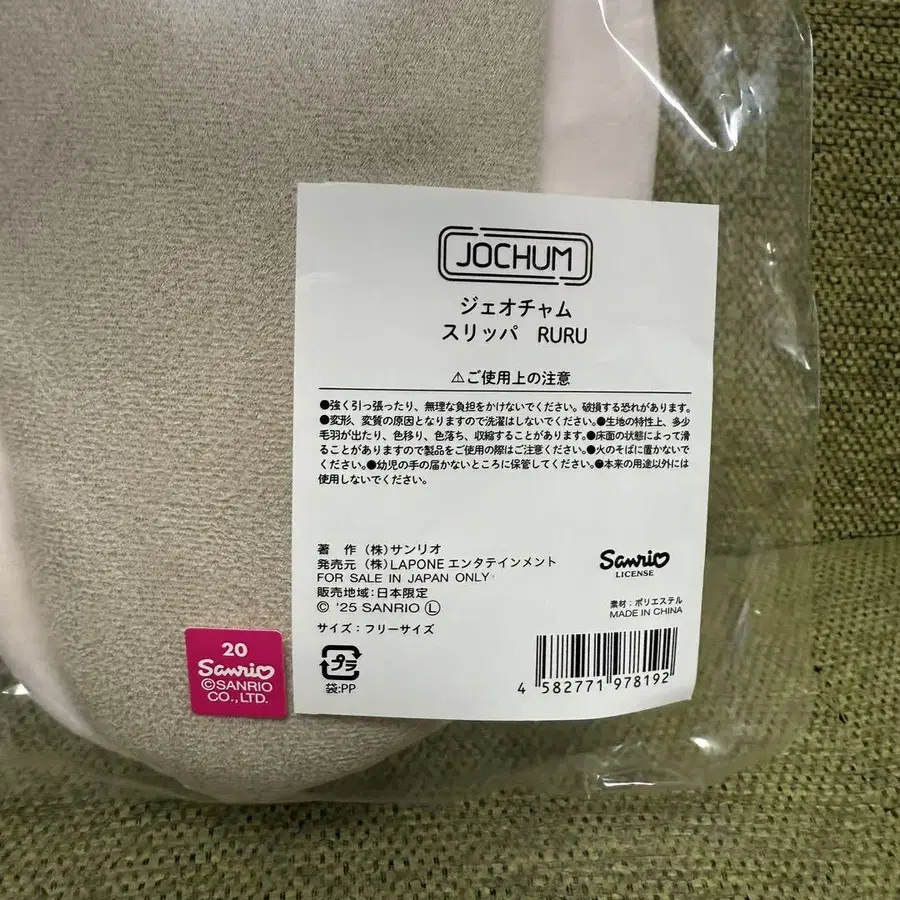 JOCHUM
ジェオチャム
スリッパ RURU
⚠ご使用上の注意
●強く引っ張ったり、無理な負担をかけないでください。破損する恐れがあります。
●変形、変質の原因となりますので洗濯はしないでください。●生地の特性上、多少
毛羽が出たり、色移り、色落ち、収縮することがあります。●床面の状態によって滑
ることがありますので製品をご使用の際はご注意ください。●火のそばに置かないで
ください。●幼児の手の届かないところに保管してください。●本来の用途以外には
使用しないでください。
著 作 (株)サンリオ
発売元 (株)LAPONE エンタテインメント
FOR SALE IN JAPAN ONLY
販売地域:日本限定
© '25 SANRIO Ⓛ
サイズ:フリーサイズ
プラ
袋:PP
Sanrio
LICENSE
素材:ポリエステル
MADE IN CHINA
4 582771 978192
20
Sanrio
©SANRIO
CO.,LTD.